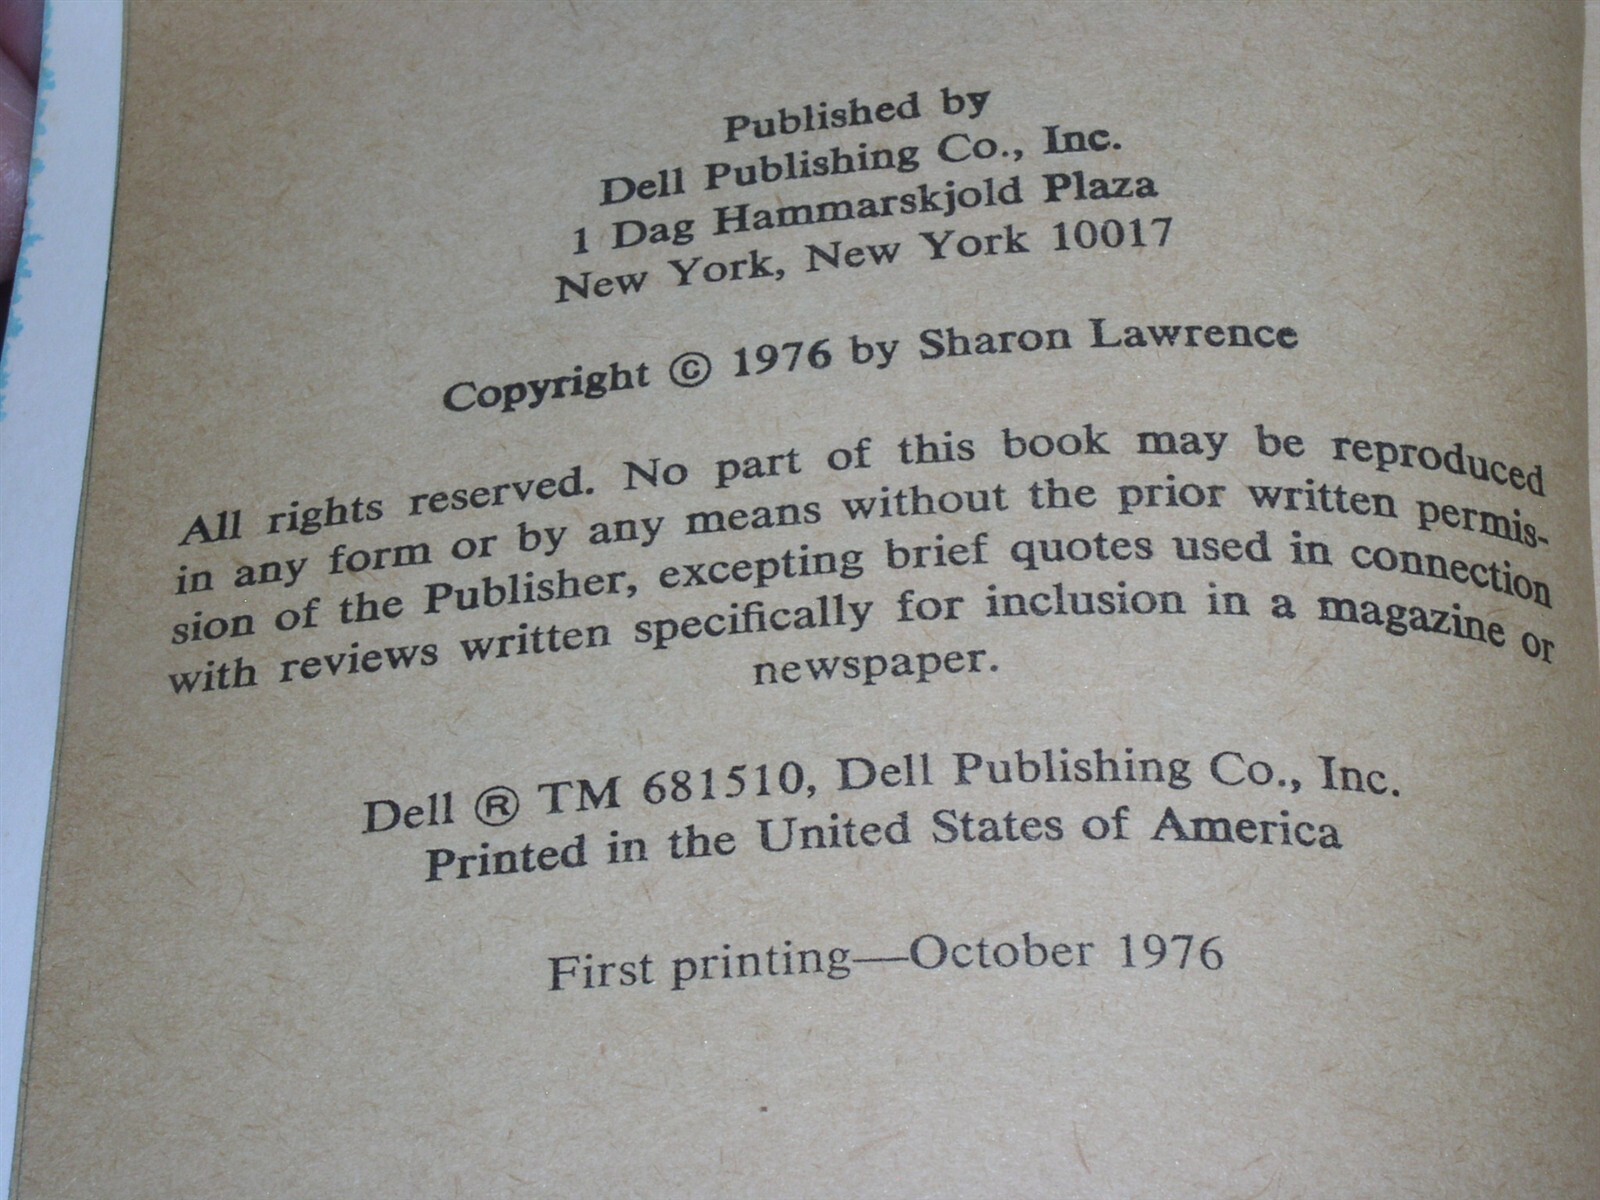 Published by
Dell Publishing Co., Inc.
1 Dag Hammarskjold Plaza
New York, New York 10017
Copyright © 1976 by Sharon Lawrence
All rights reserved. No part of this book may be reproduced
in any form or by any means without the prior written permis-
sion of the Publisher, excepting brief quotes used in connection
with reviews written specifically for inclusion in a magazine or
newspaper.
Dell ® TM 681510, Dell Publishing Co., Inc.
Printed in the United States of America
First printing—October 1976